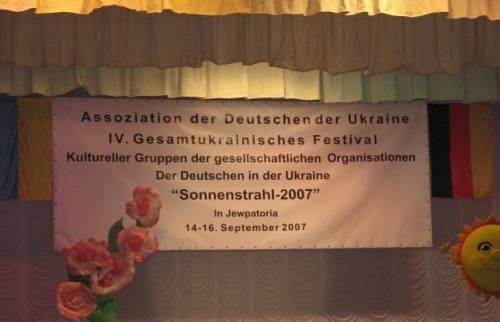 Assoziation der Deutschen der Ukraine
IV. Gesamtukrainisches Festival
Kultureller Gruppen der gesellschaftlichen Organisationen
Der Deutschen in der Ukraine
“Sonnenstrahl-2007”
In Jewpatoria
14-16. September 2007